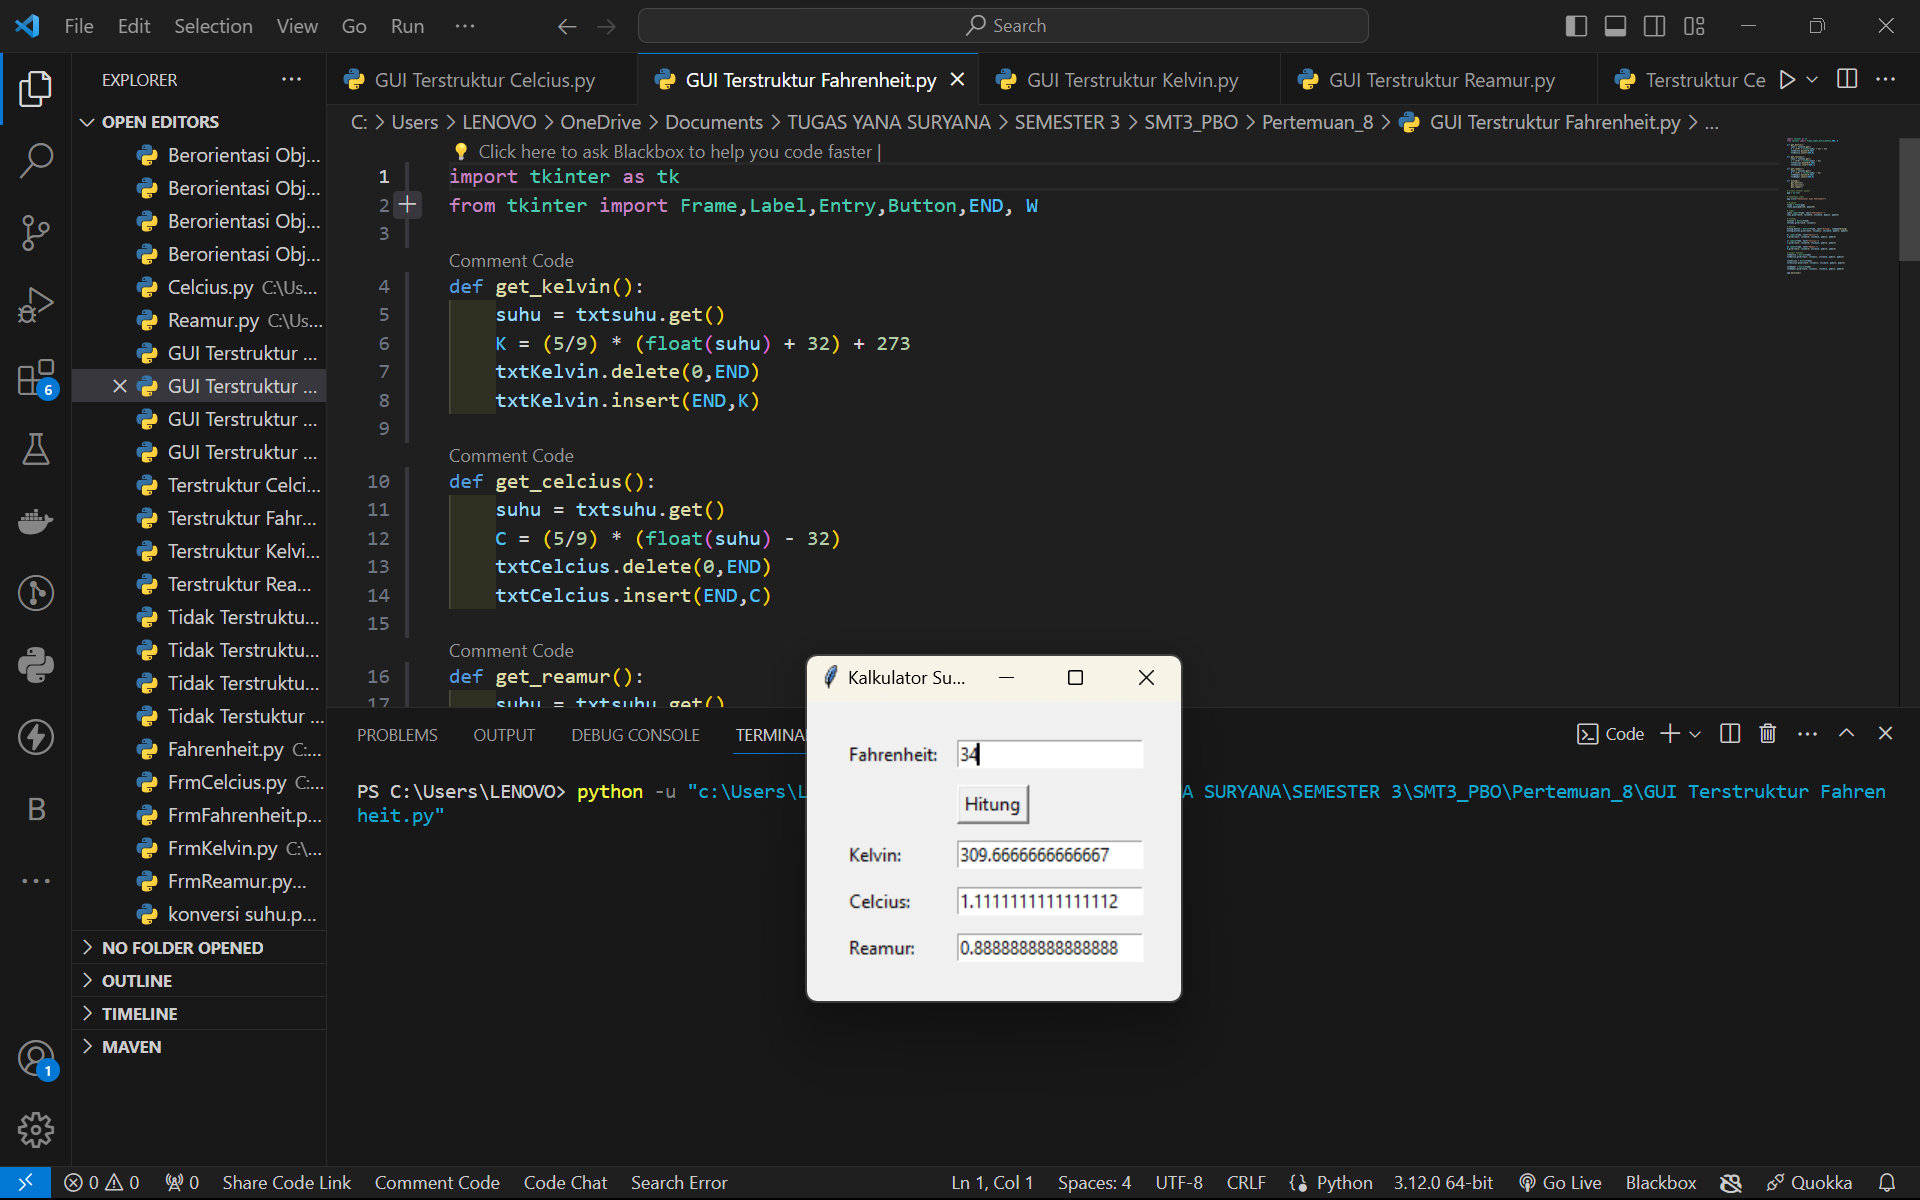 File Edit Selection View Go Run ··· Search
EXPLORER ···
OPEN EDITORS
Berorientasi Obj...
Berorientasi Obj...
Berorientasi Obj...
Berorientasi Obj...
Celcius.py C:\Us...
Reamur.py C:\Us...
GUI Terstruktur ...
GUI Terstruktur ...
GUI Terstruktur ...
GUI Terstruktur ...
Terstruktur Celci...
Terstruktur Fahr...
Terstruktur Kelvi...
Terstruktur Rea...
Tidak Terstruktu...
Tidak Terstruktu...
Tidak Terstruktu...
Tidak Terstuktur ...
Fahrenheit.py C:...
FrmCelcius.py C:...
FrmFahrenheit.p...
FrmKelvin.py C:\...
FrmReamur.py...
konversi suhu.p...
NO FOLDER OPENED
OUTLINE
TIMELINE
MAVEN
6
B
1
GUI Terstruktur Celcius.py GUI Terstruktur Fahrenheit.py GUI Terstruktur Kelvin.py GUI Terstruktur Reamur.py Terstruktur Ce
C: > Users > LENOVO > OneDrive > Documents > TUGAS YANA SURYANA > SEMESTER 3 > SMT3_PBO > Pertemuan_8 > GUI Terstruktur Fahrenheit.py > ...
Click here to ask Blackbox to help you code faster |
1 import tkinter as tk
2 from tkinter import Frame,Label,Entry,Button,END, W
3
Comment Code
4 def get_kelvin():
5 suhu = txtsuhu.get()
6 K = (5/9) * (float(suhu) + 32) + 273
7 txtKelvin.delete(0,END)
8 txtKelvin.insert(END,K)
9
Comment Code
10 def get_celcius():
11 suhu = txtsuhu.get()
12 C = (5/9) * (float(suhu) - 32)
13 txtCelcius.delete(0,END)
14 txtCelcius.insert(END,C)
15
Comment Code
16 def get_reamur():
17 suhu = txtsuhu.get()
PROBLEMS OUTPUT DEBUG CONSOLE TERMINA Code
PS C:\Users\LENOVO> python -u "c:\Users\L A SURYANA\SEMESTER 3\SMT3_PBO\Pertemuan_8\GUI Terstruktur Fahren
heit.py"
Kalkulator Su...
Fahrenheit: 34
Hitung
Kelvin: 309.6666666666667
Celcius: 1.1111111111111112
Reamur: 0.8888888888888888
0 0 0 Share Code Link Comment Code Code Chat Search Error Ln 1, Col 1 Spaces: 4 UTF-8 CRLF Python 3.12.0 64-bit Go Live Blackbox Quokka